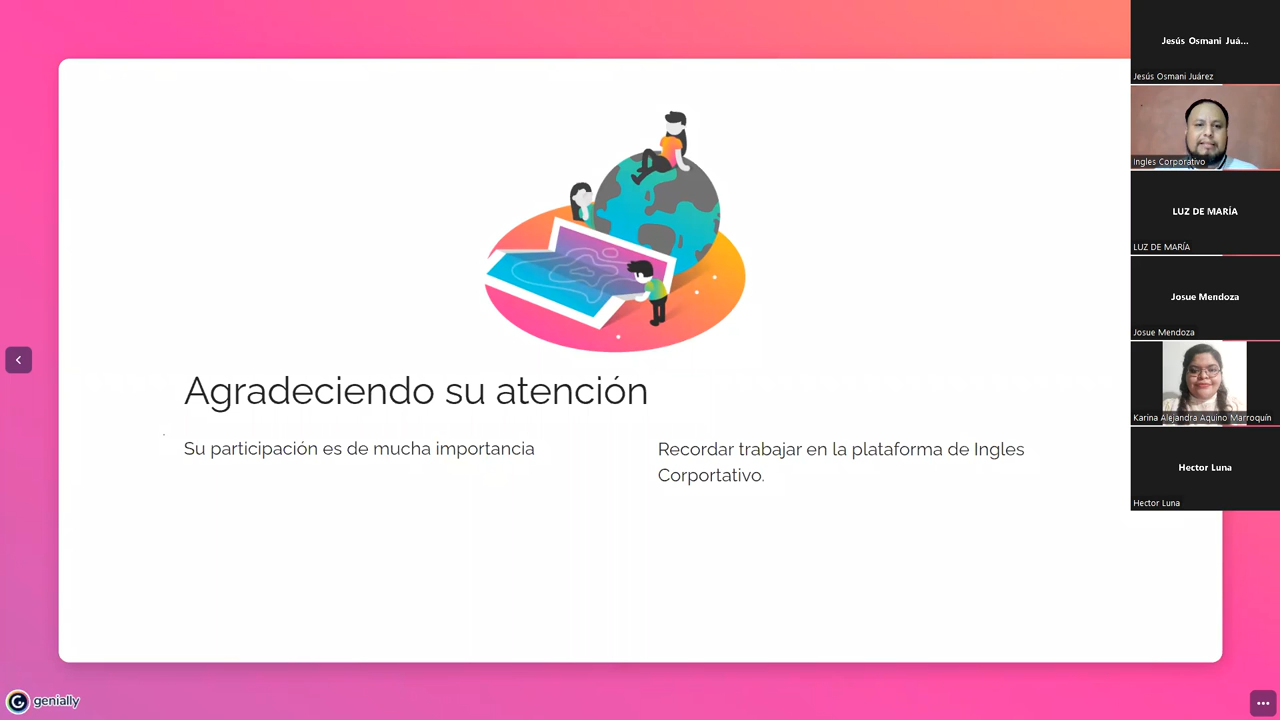 Agradeciendo su atención
Su participación es de mucha importancia
Recordar trabajar en la plataforma de Ingles
Corportativo.
genially
Jesús Osmani Juá...
Jesús Osmani Juárez
Ingles Corporativo
LUZ DE MARÍA
LUZ DE MARÍA
Josue Mendoza
Josue Mendoza
Karina Alejandra Aquino Marroquín
Hector Luna
Hector Luna